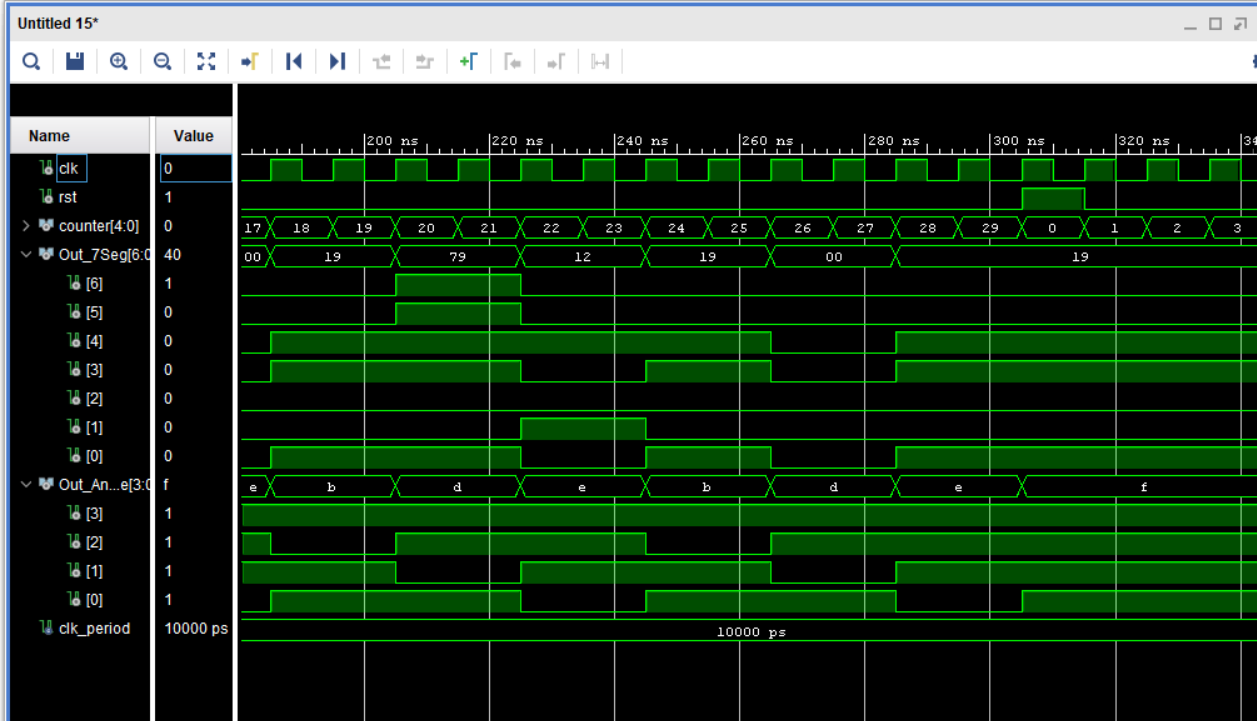 Untitled 15*
Name Value
200 ns 220 ns 240 ns 260 ns 280 ns 300 ns 320 ns 34
clk 0
rst 1
counter[4:0] 0 17 18 19 20 21 22 23 24 25 26 27 28 29 0 1 2 3
Out_7Seg[6:0 40 00 19 79 12 19 00 19
[6] 1
[5] 0
[4] 0
[3] 0
[2] 0
[1] 0
[0] 0
Out_An...e[3:0 f e b d e b d e f
[3] 1
[2] 1
[1] 1
[0] 1
clk_period 10000 ps 10000 ps